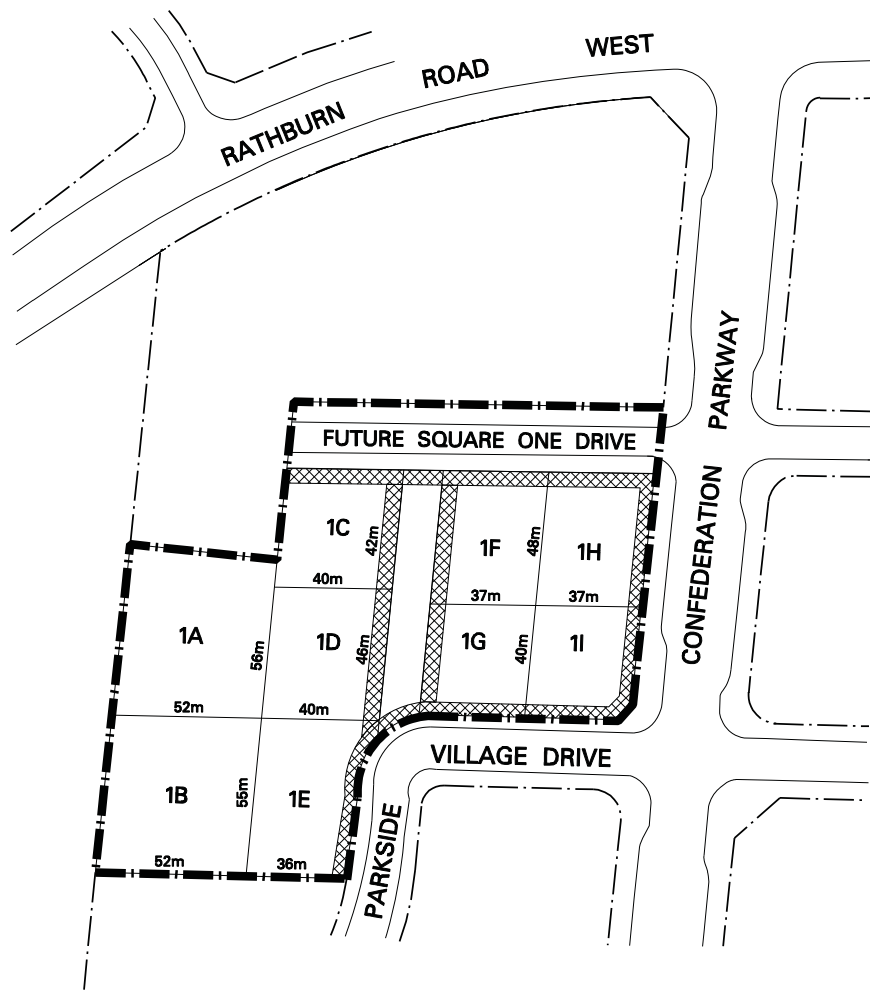 WEST
ROAD
RATHBURN
PARKWAY
FUTURE SQUARE ONE DRIVE
CONFEDERATION
1C
42m
1F
48m
1H
40m
37m
37m
1A
56m
1D
46m
1G
40m
1I
52m
40m
VILLAGE DRIVE
1B
55m
1E
PARKSIDE
52m
36m